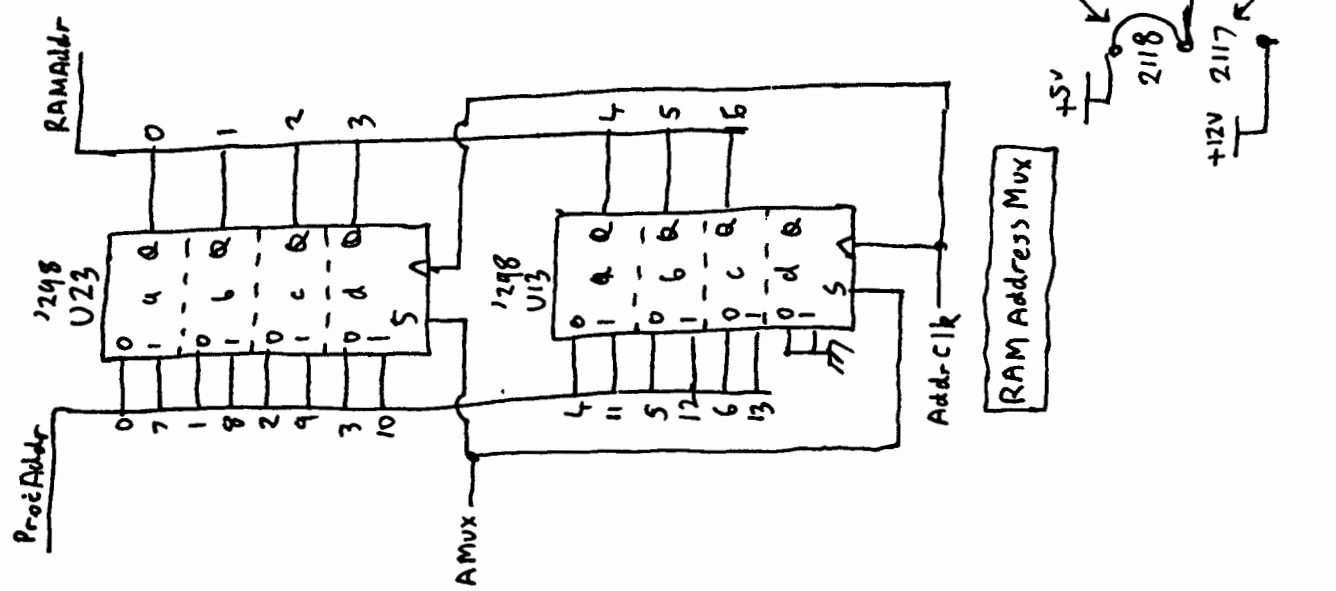 RAMAddr
0 1 2 3 4 5 6
'298
U23
Q Q Q Q
a b c d
0 1 0 1 0 1 0 1
S
0 7 1 8 2 9 3 10
'298
U13
Q Q Q Q
a b c d
0 1 0 1 0 1 0 1
S
4 11 5 12 6 13
ProcAddr
AMux
AddrClk
RAM Address Mux
+5V
2118
2117
+12V